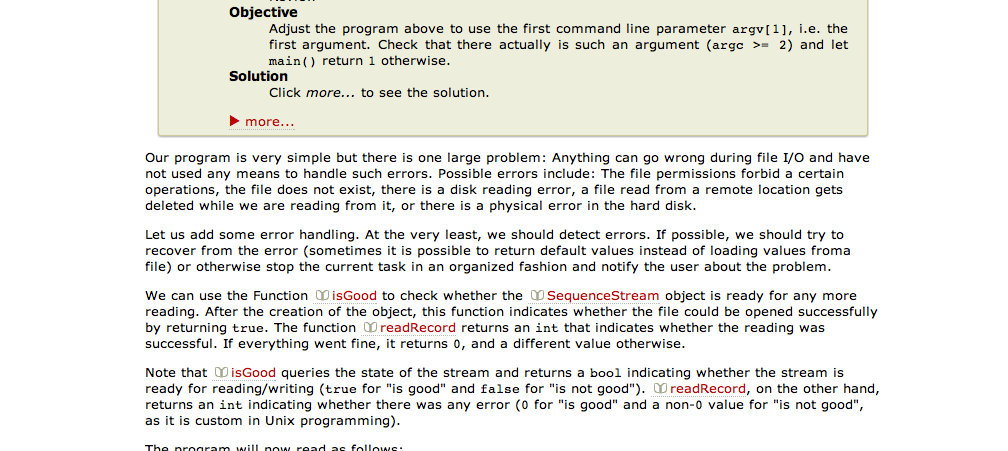 Objective
Adjust the program above to use the first command line parameter argv[1], i.e. the
first argument. Check that there actually is such an argument (argc >= 2) and let
main() return 1 otherwise.
Solution
Click more... to see the solution.
more...
Our program is very simple but there is one large problem: Anything can go wrong during file I/O and have
not used any means to handle such errors. Possible errors include: The file permissions forbid a certain
operations, the file does not exist, there is a disk reading error, a file read from a remote location gets
deleted while we are reading from it, or there is a physical error in the hard disk.
Let us add some error handling. At the very least, we should detect errors. If possible, we should try to
recover from the error (sometimes it is possible to return default values instead of loading values froma
file) or otherwise stop the current task in an organized fashion and notify the user about the problem.
We can use the Function isGood to check whether the SequenceStream object is ready for any more
reading. After the creation of the object, this function indicates whether the file could be opened successfully
by returning true. The function readRecord returns an int that indicates whether the reading was
successful. If everything went fine, it returns 0, and a different value otherwise.
Note that isGood queries the state of the stream and returns a bool indicating whether the stream is
ready for reading/writing (true for "is good" and false for "is not good"). readRecord, on the other hand,
returns an int indicating whether there was any error (0 for "is good" and a non-0 value for "is not good",
as it is custom in Unix programming).
The program will now read as follows: